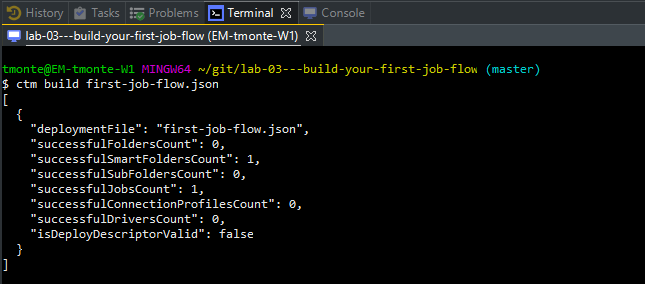 History Tasks Problems Terminal Console
lab-03---build-your-first-job-flow (EM-tmonte-W1)
tmonte@EM-tmonte-W1 MINGW64 ~/git/lab-03---build-your-first-job-flow (master)
$ ctm build first-job-flow.json
[
  {
    "deploymentFile": "first-job-flow.json",
    "successfulFoldersCount": 0,
    "successfulSmartFoldersCount": 1,
    "successfulSubFoldersCount": 0,
    "successfulJobsCount": 1,
    "successfulConnectionProfilesCount": 0,
    "successfulDriversCount": 0,
    "isDeployDescriptorValid": false
  }
]